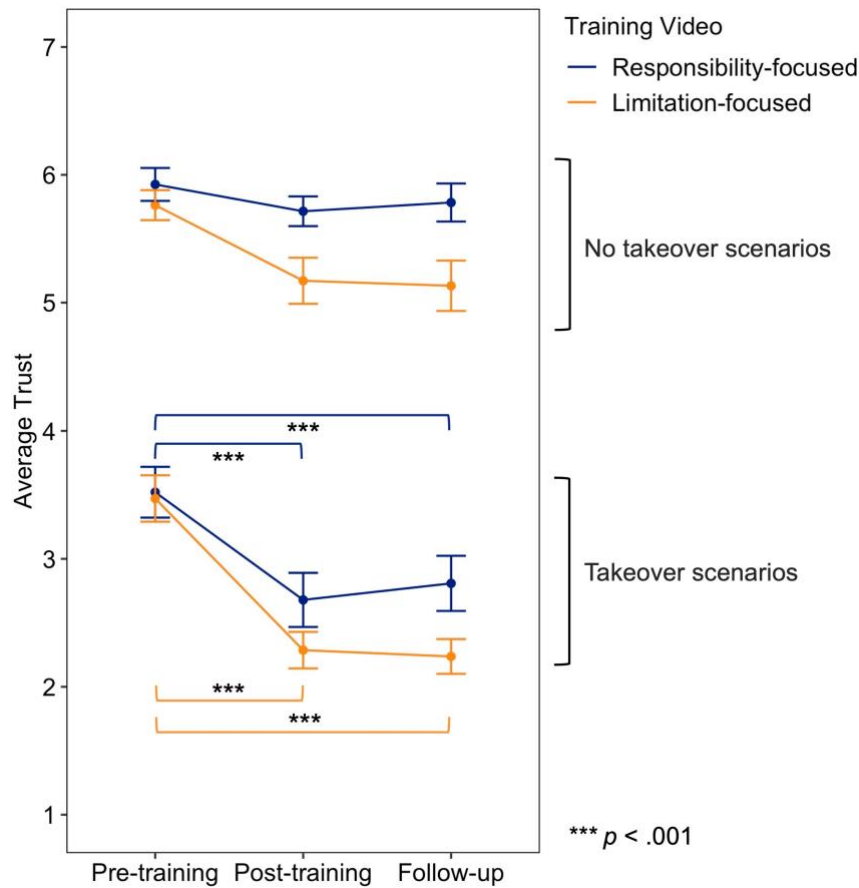 Training Video
Responsibility-focused
Limitation-focused
Average Trust
7
6
5
4
3
2
1
No takeover scenarios
***
***
Takeover scenarios
***
***
*** p < .001
Pre-training Post-training Follow-up